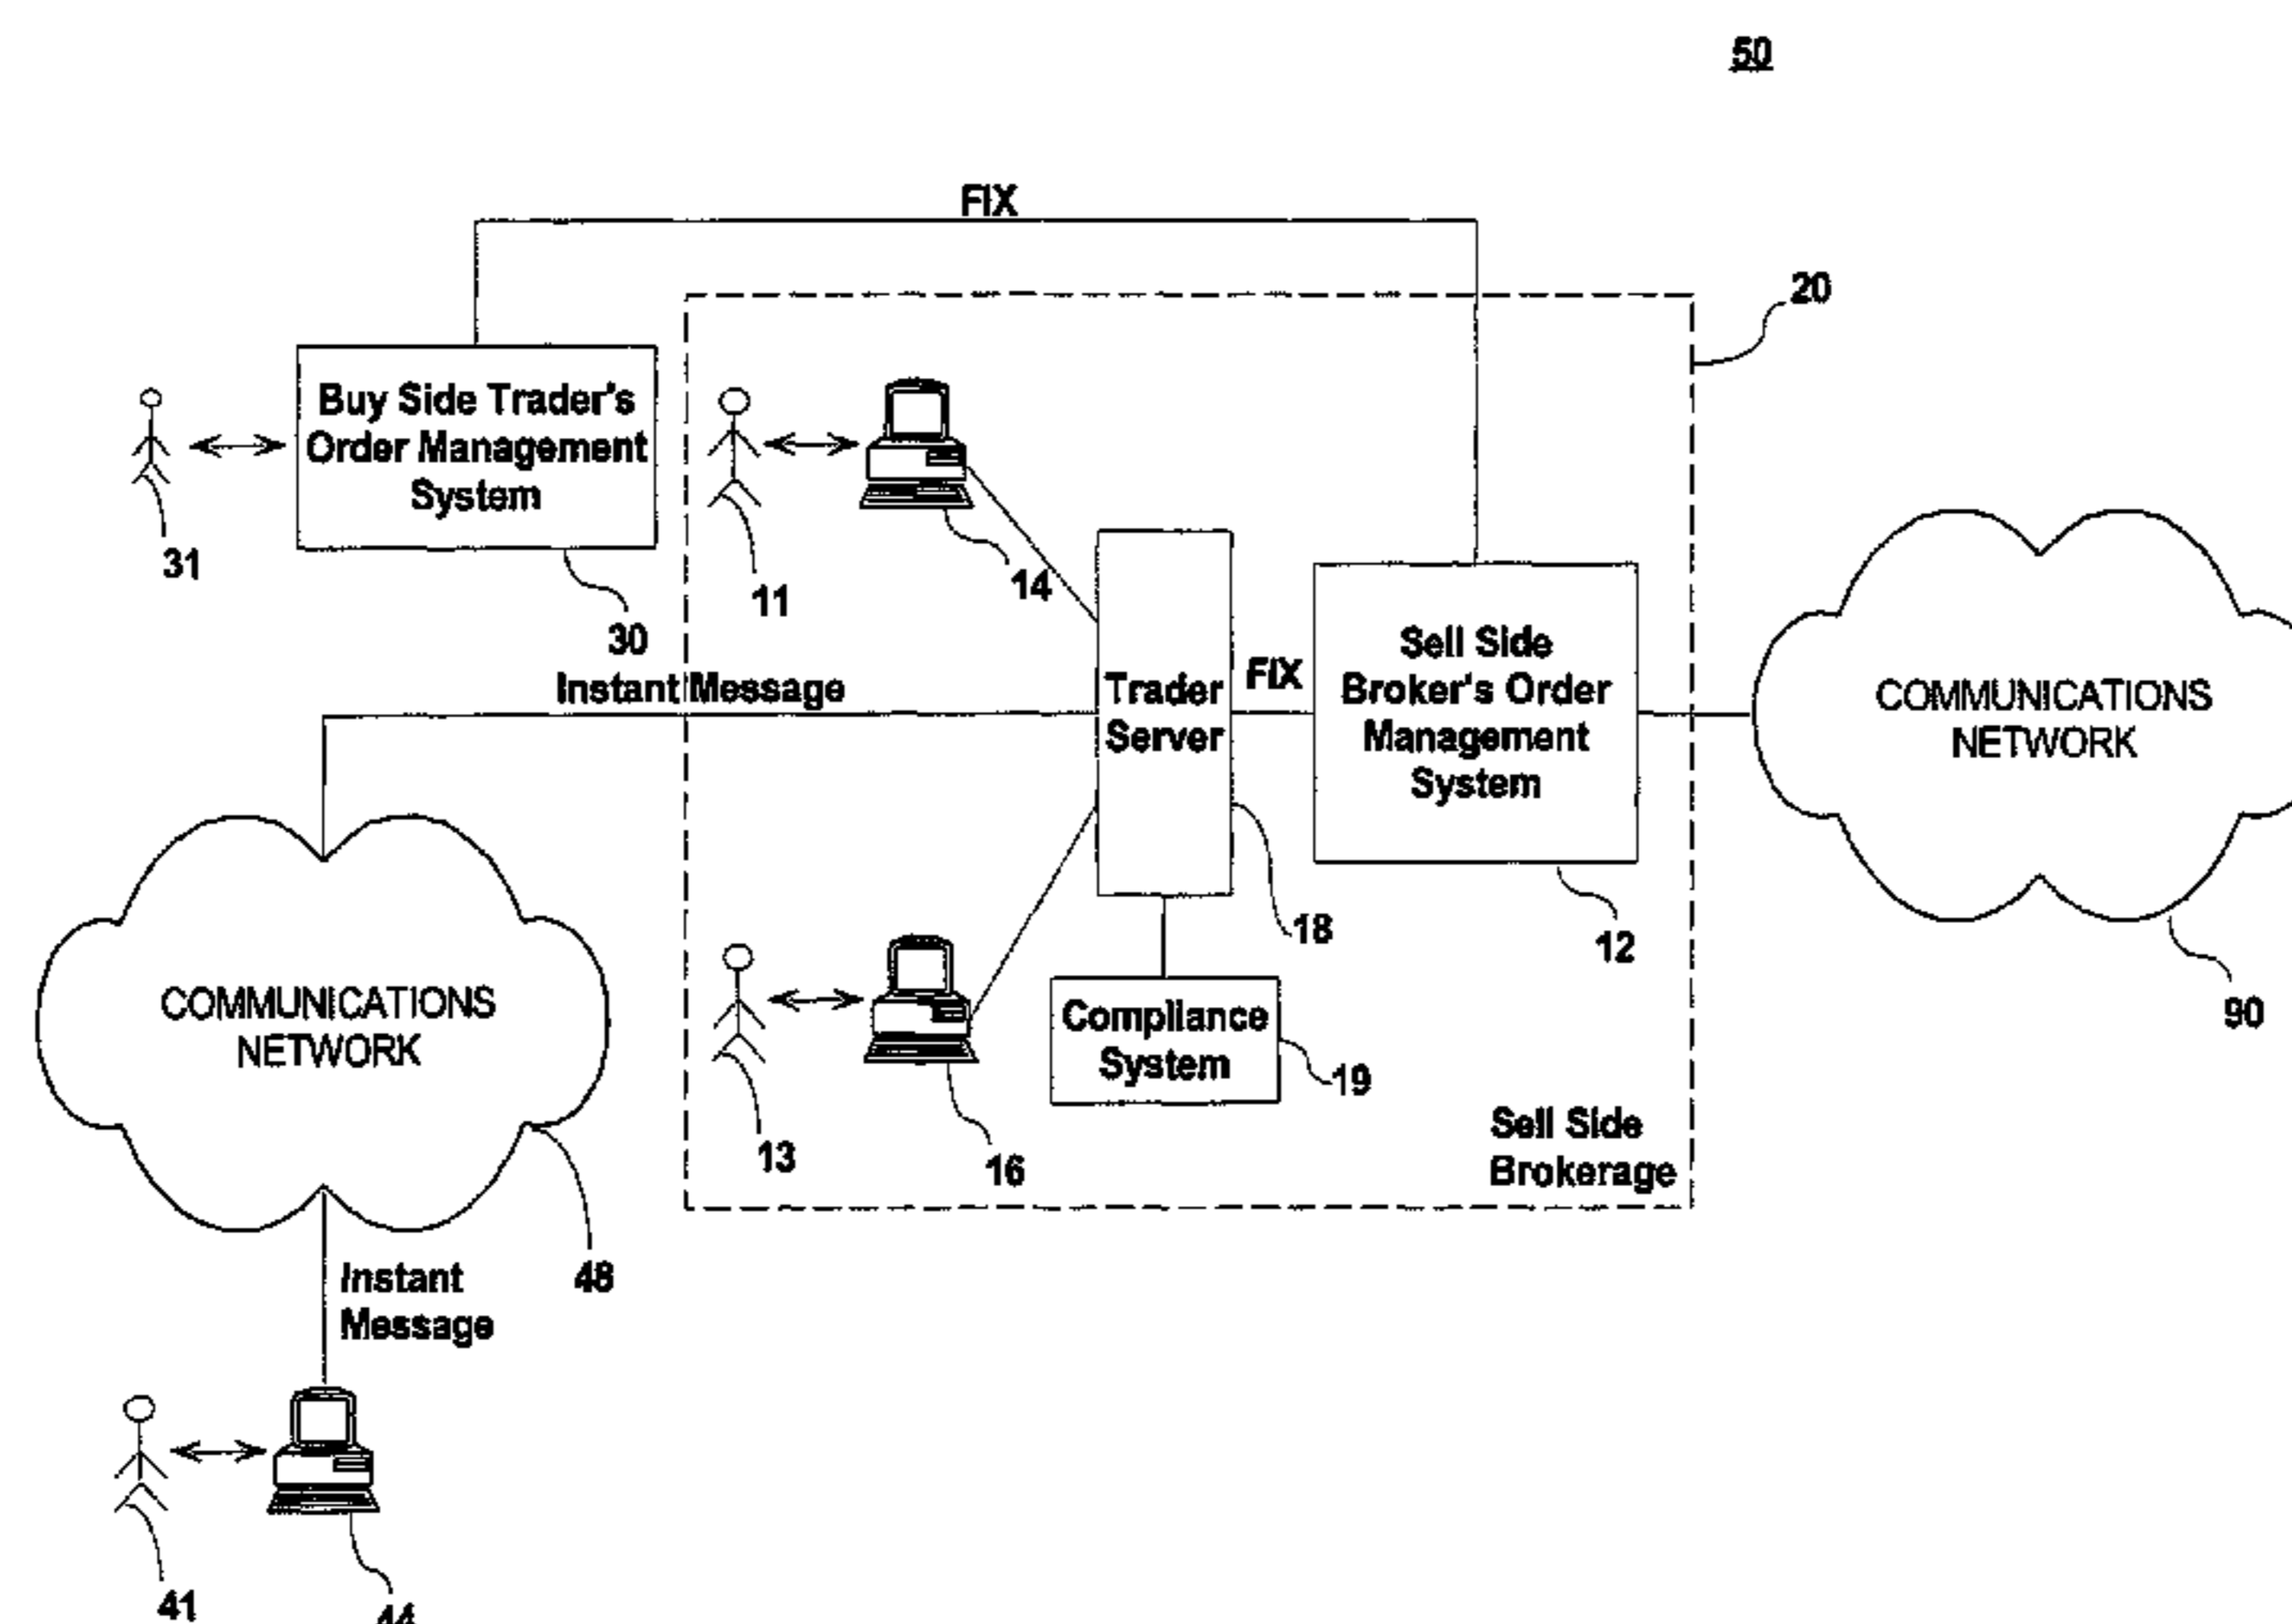 50
FIX
20
Buy Side Trader's
Order Management
System
31
30
11
14
Instant Message
Trader
Server
FIX
Sell Side
Broker's Order
Management
System
COMMUNICATIONS
NETWORK
18
12
90
COMMUNICATIONS
NETWORK
48
13
16
Compliance
System
19
Sell Side
Brokerage
Instant
Message
41
44